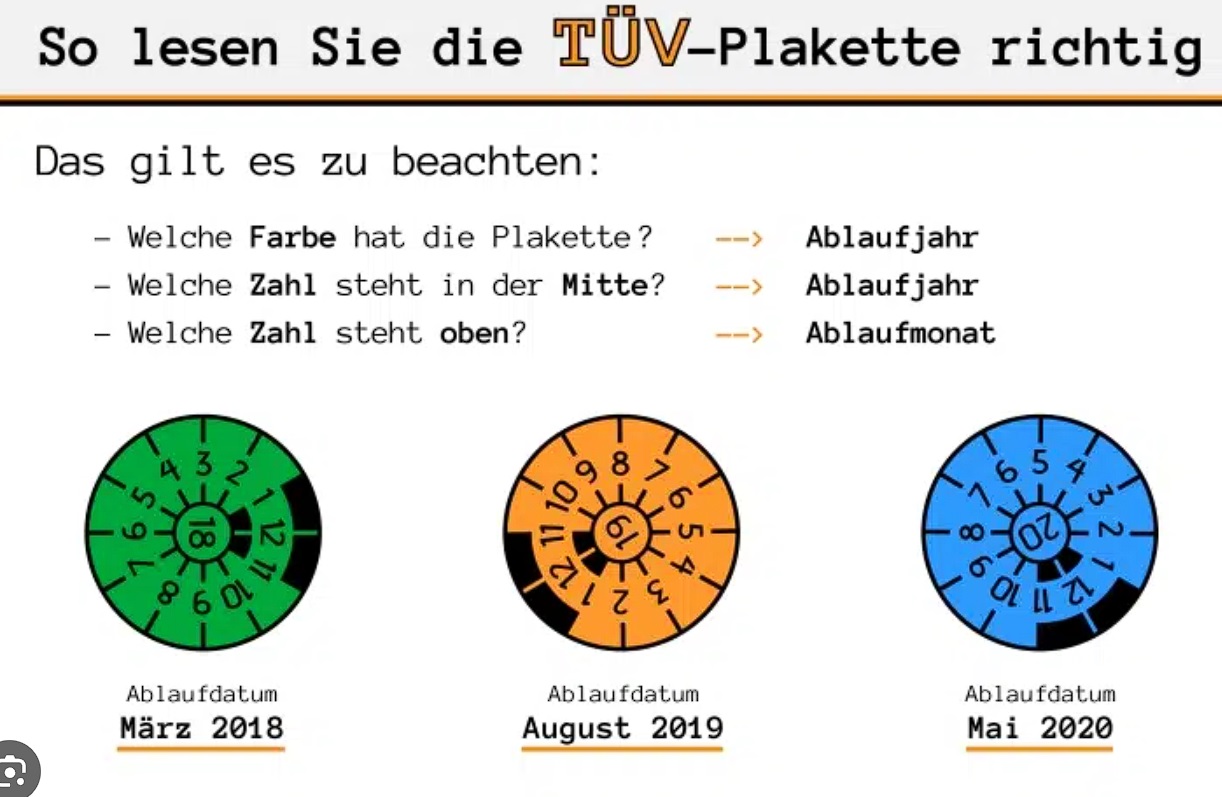 So lesen Sie die TÜV-Plakette richtig
Das gilt es zu beachten:
– Welche Farbe hat die Plakette? --> Ablaufjahr
– Welche Zahl steht in der Mitte? --> Ablaufjahr
– Welche Zahl steht oben? --> Ablaufmonat
1 2 3 4 5 6 7 8 9 10 11 12
18
1 2 3 4 5 6 7 8 9 10 11 12
19
1 2 3 4 5 6 7 8 9 10 11 12
20
Ablaufdatum Ablaufdatum Ablaufdatum
März 2018 August 2019 Mai 2020